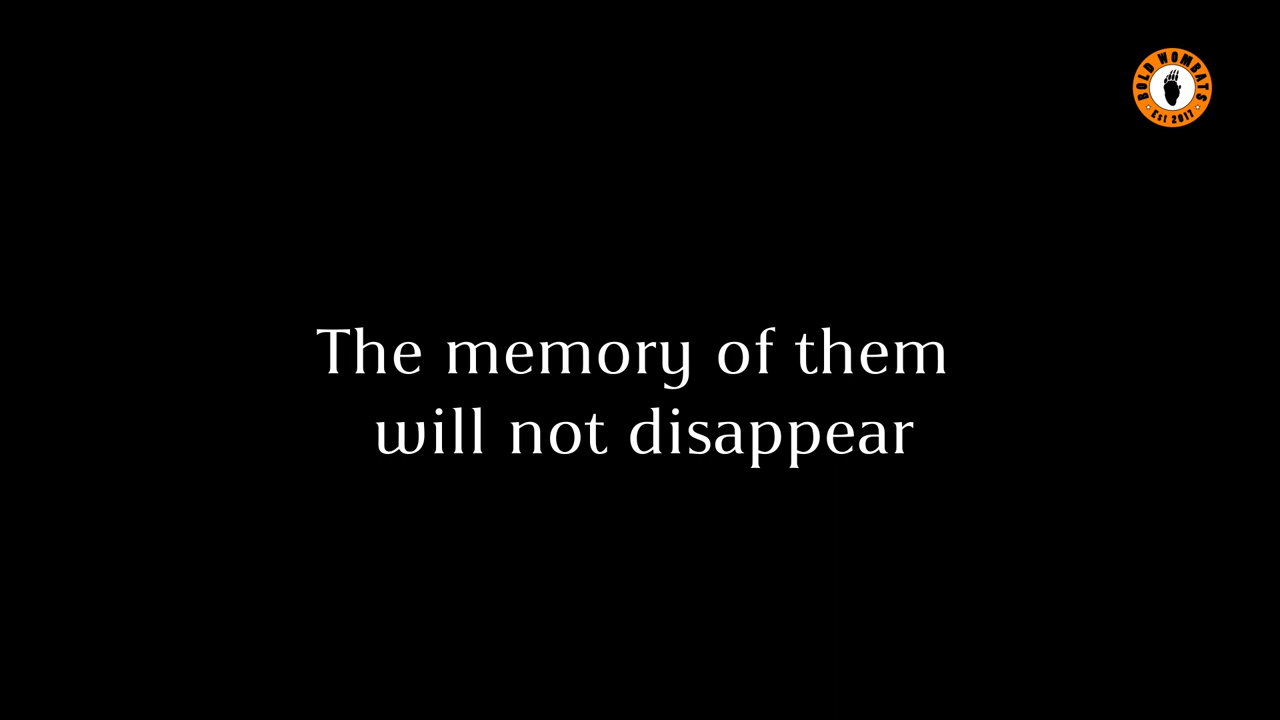 BOLD WOMBATS
Est 2017
The memory of them
will not disappear